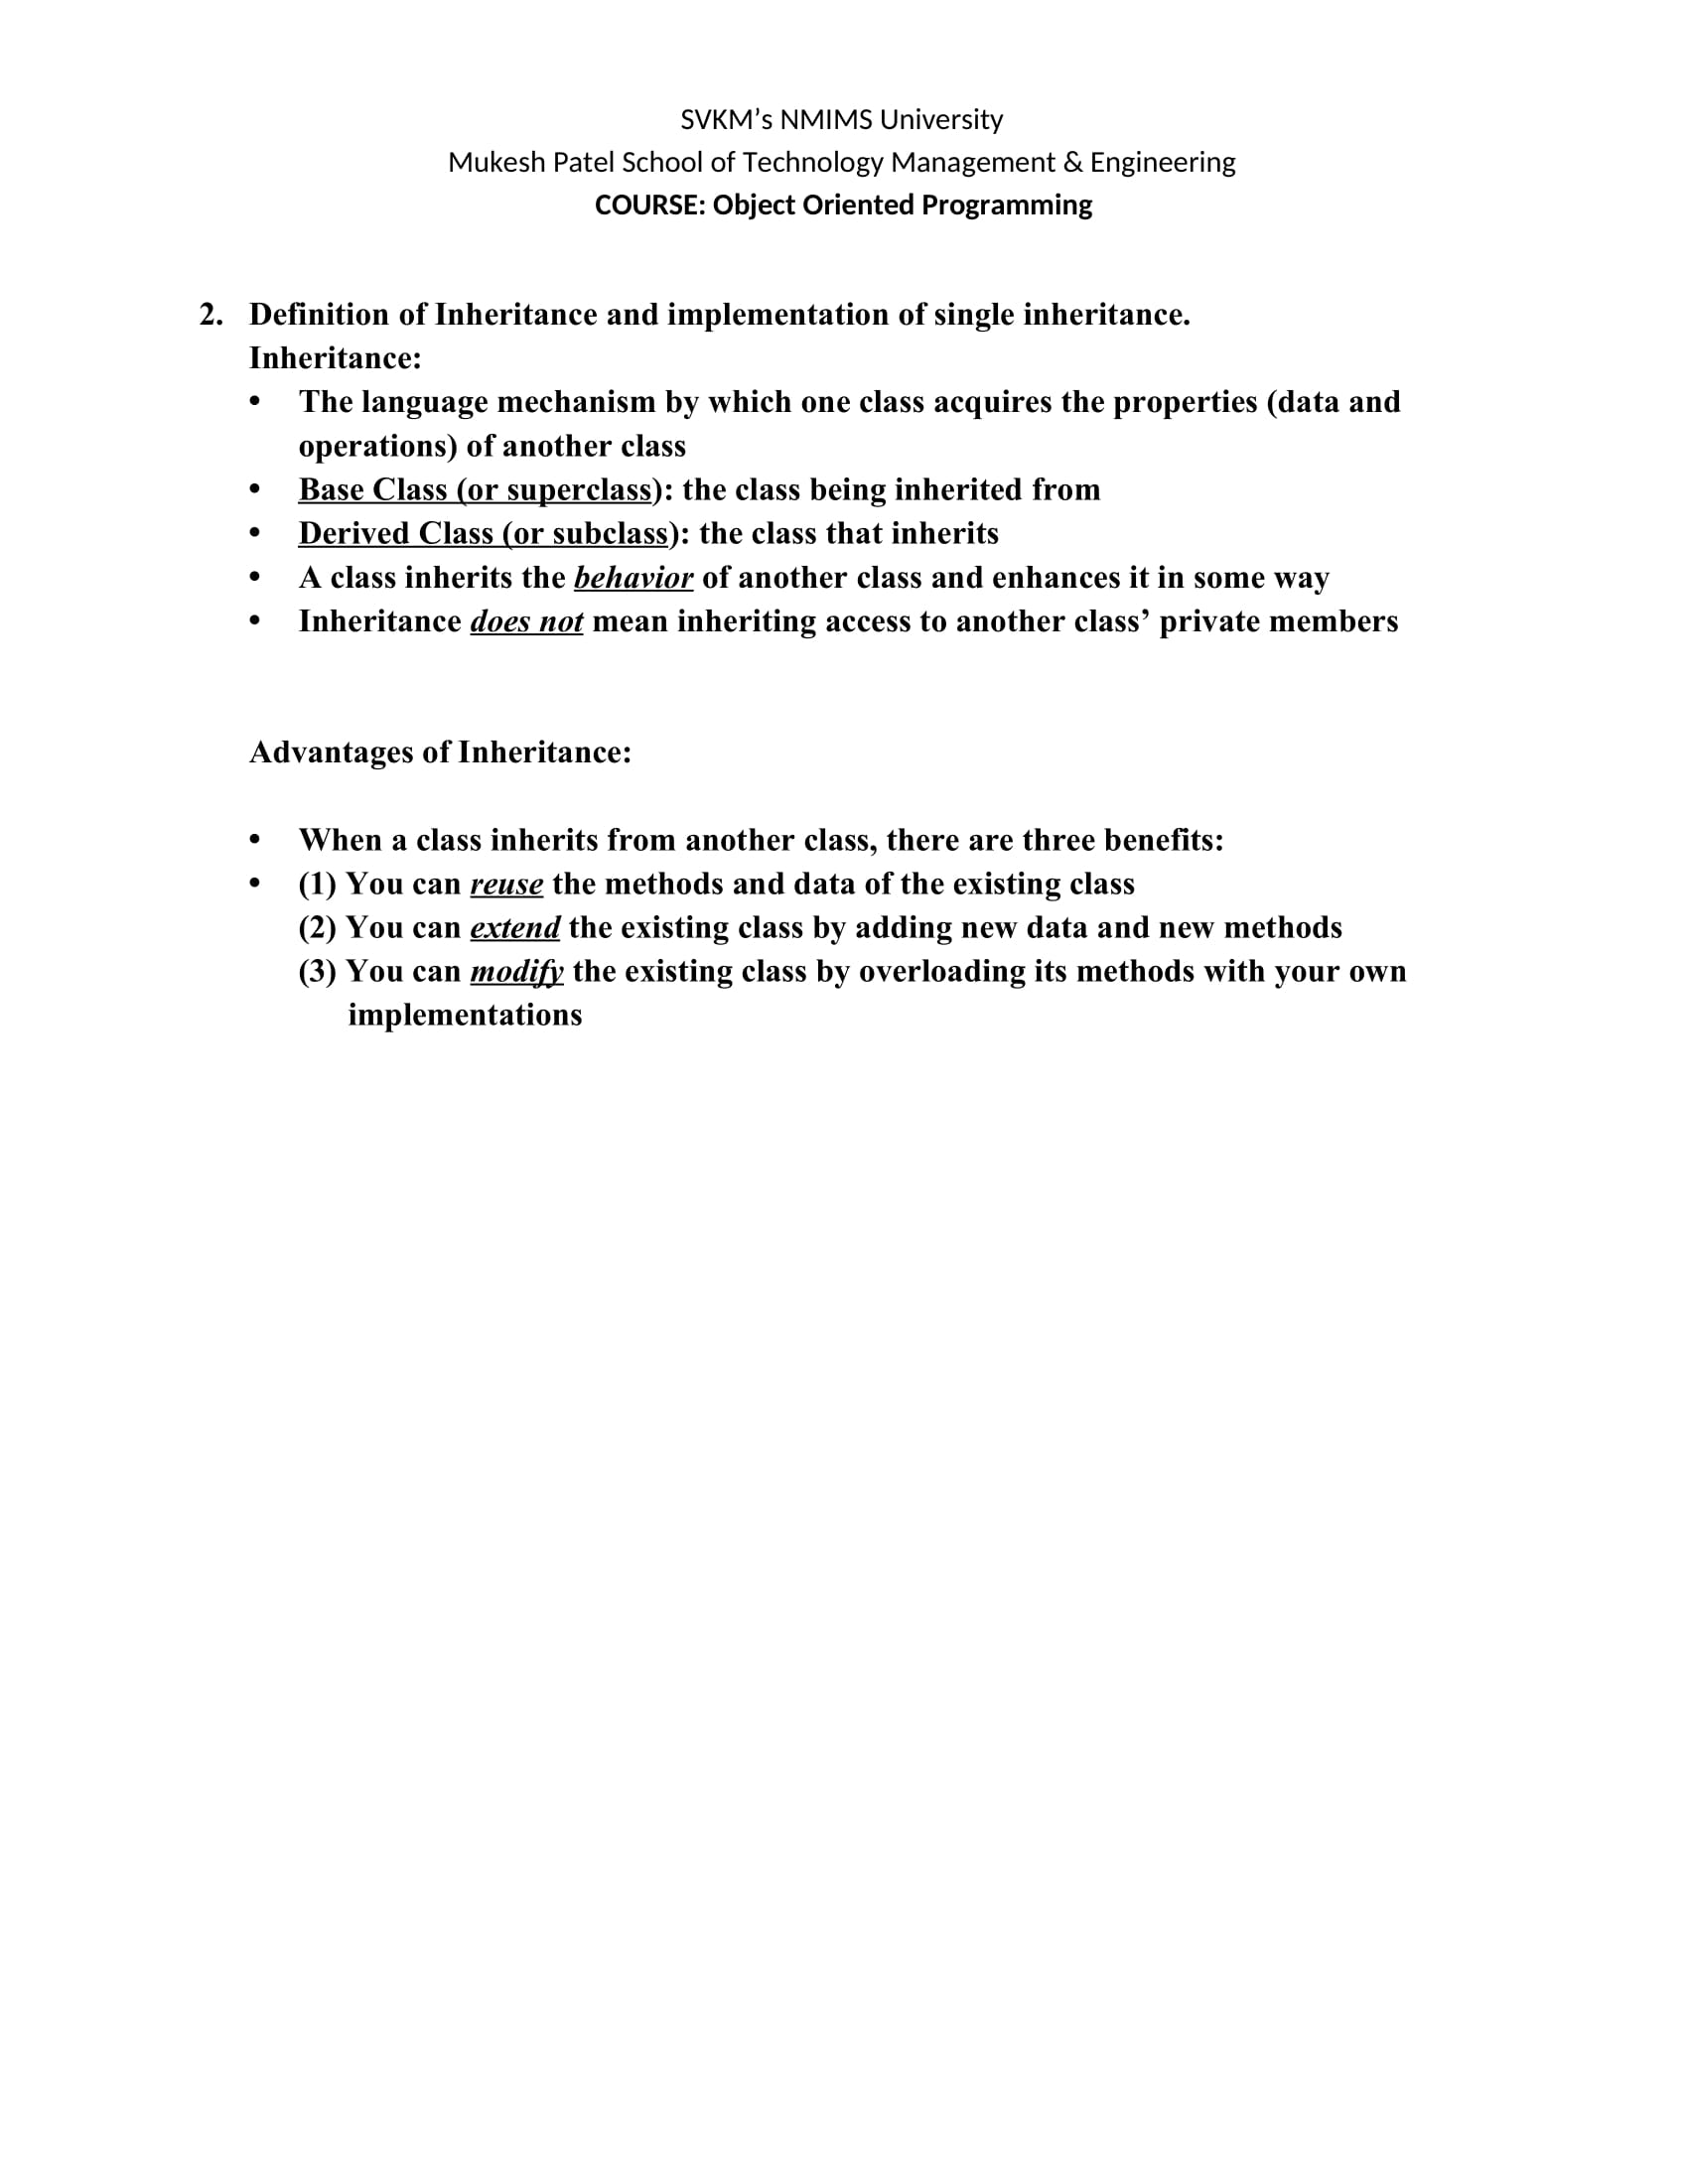 SVKM’s NMIMS University
Mukesh Patel School of Technology Management & Engineering
COURSE: Object Oriented Programming
2. Definition of Inheritance and implementation of single inheritance.
Inheritance:
• The language mechanism by which one class acquires the properties (data and
operations) of another class
• Base Class (or superclass): the class being inherited from
• Derived Class (or subclass): the class that inherits
• A class inherits the behavior of another class and enhances it in some way
• Inheritance does not mean inheriting access to another class’ private members
Advantages of Inheritance:
• When a class inherits from another class, there are three benefits:
• (1) You can reuse the methods and data of the existing class
(2) You can extend the existing class by adding new data and new methods
(3) You can modify the existing class by overloading its methods with your own
implementations